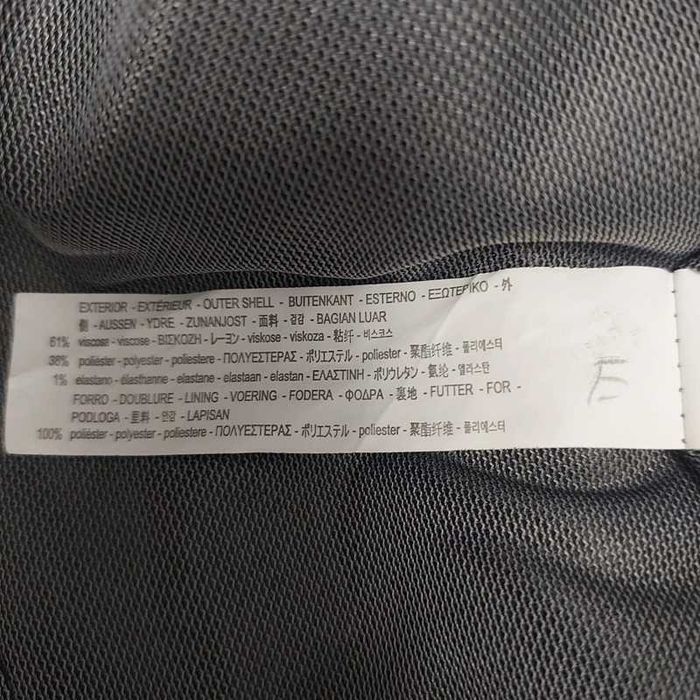 EXTERIOR - EXTÉRIEUR - OUTER SHELL - BUITENKANT - ESTERNO - ΕΞΩΤΕΡΙΚΟ - 外
側 - AUSSEN - YDRE - ZUNANJOST - 面料 - 겉감 - BAGIAN LUAR
61% viscosa - viscose - ΒΙΣΚΟΖΗ - レーヨン - viskose - viskoza - 粘纤 - 비스코스
38% poliéster - polyester - poliestere - ΠΟΛΥΕΣΤΕΡΑΣ - ポリエステル - poliester - 聚酯纤维 - 폴리에스터
1% elastano - élasthanne - elastane - elastaan - elastan - ΕΛΑΣΤΙΝΗ - ポリウレタン - 氨纶 - 엘라스탄
FORRO - DOUBLURE - LINING - VOERING - FODERA - ΦΟΔΡΑ - 裏地 - FUTTER - FOR -
PODLOGA - 里料 - 안감 - LAPISAN
100% poliéster - polyester - poliestere - ΠΟΛΥΕΣΤΕΡΑΣ - ポリエステル - poliester - 聚酯纤维 - 폴리에스터